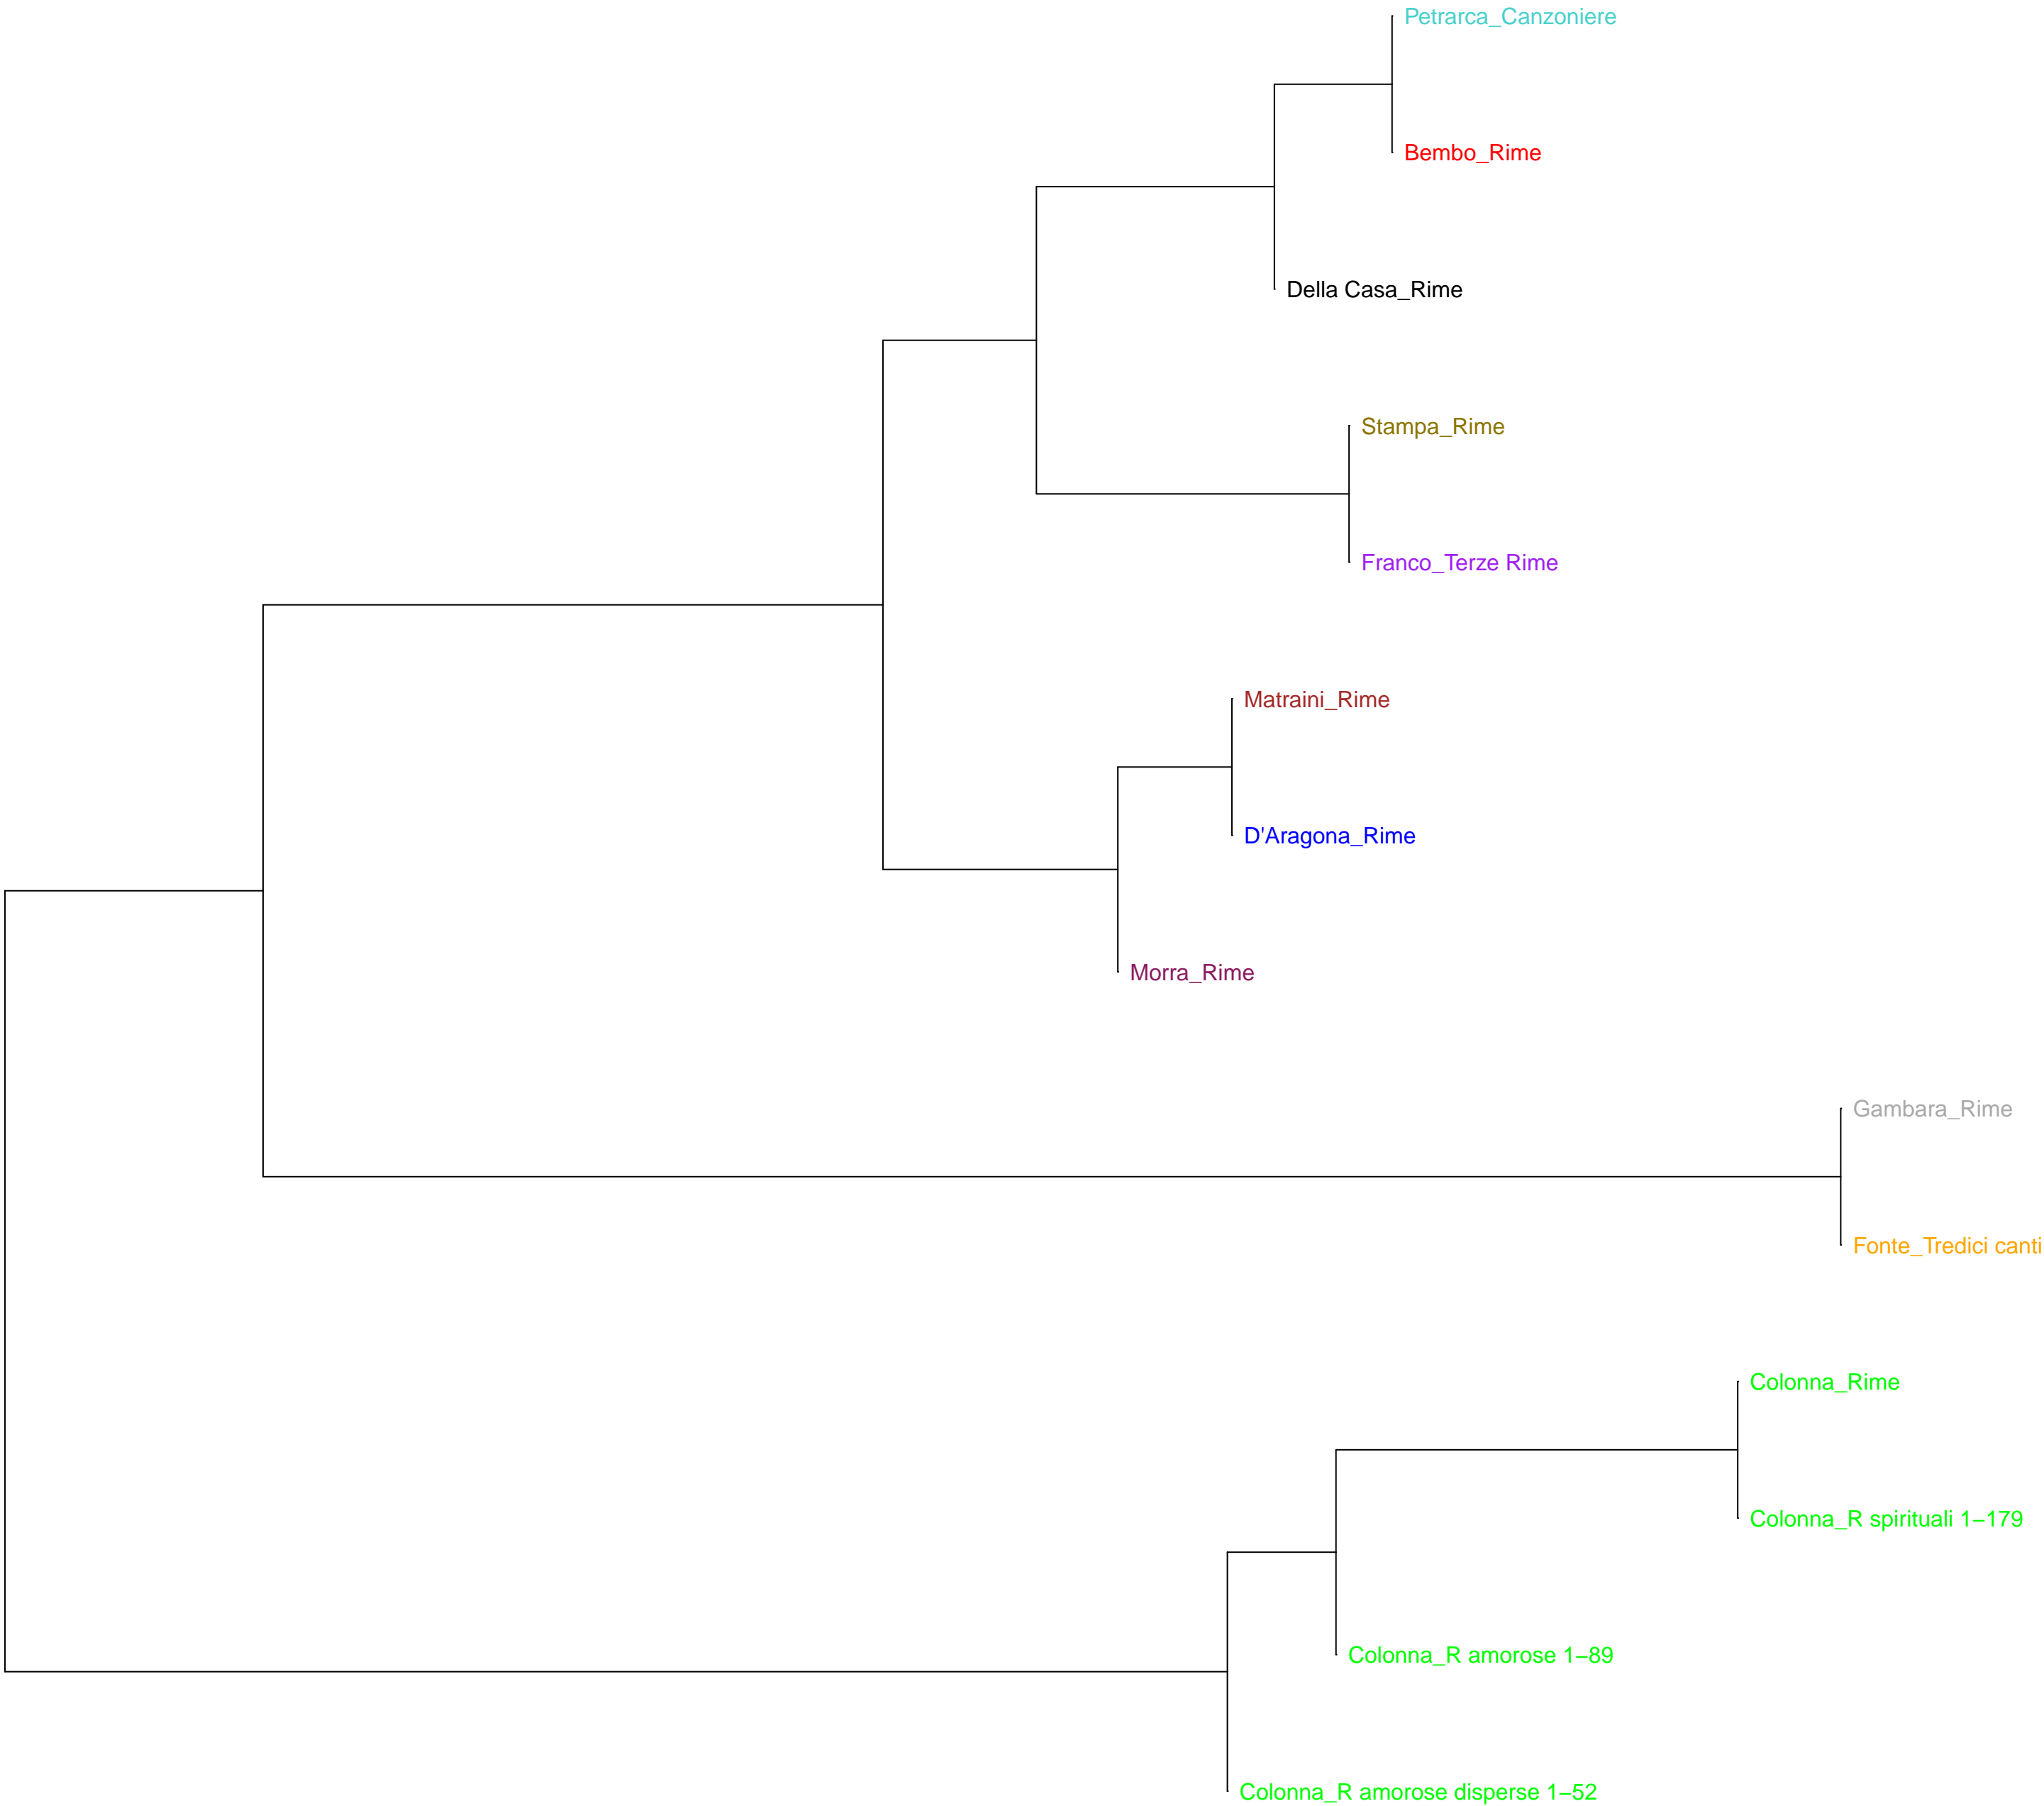 Petrarca_Canzoniere
Bembo_Rime
Della Casa_Rime
Stampa_Rime
Franco_Terze Rime
Matraini_Rime
D'Aragona_Rime
Morra_Rime
Gambara_Rime
Fonte_Tredici canti
Colonna_Rime
Colonna_R spirituali 1–179
Colonna_R amorose 1–89
Colonna_R amorose disperse 1–52